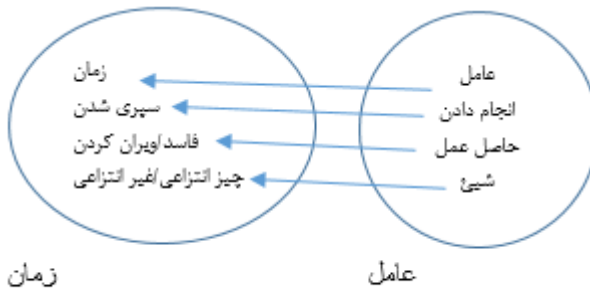 عامل
انجام دادن
حاصل عمل
شیئ
زمان
سپری شدن
فاسد/ویران کردن
چیز انتزاعی/غیر انتزاعی
عامل
زمان